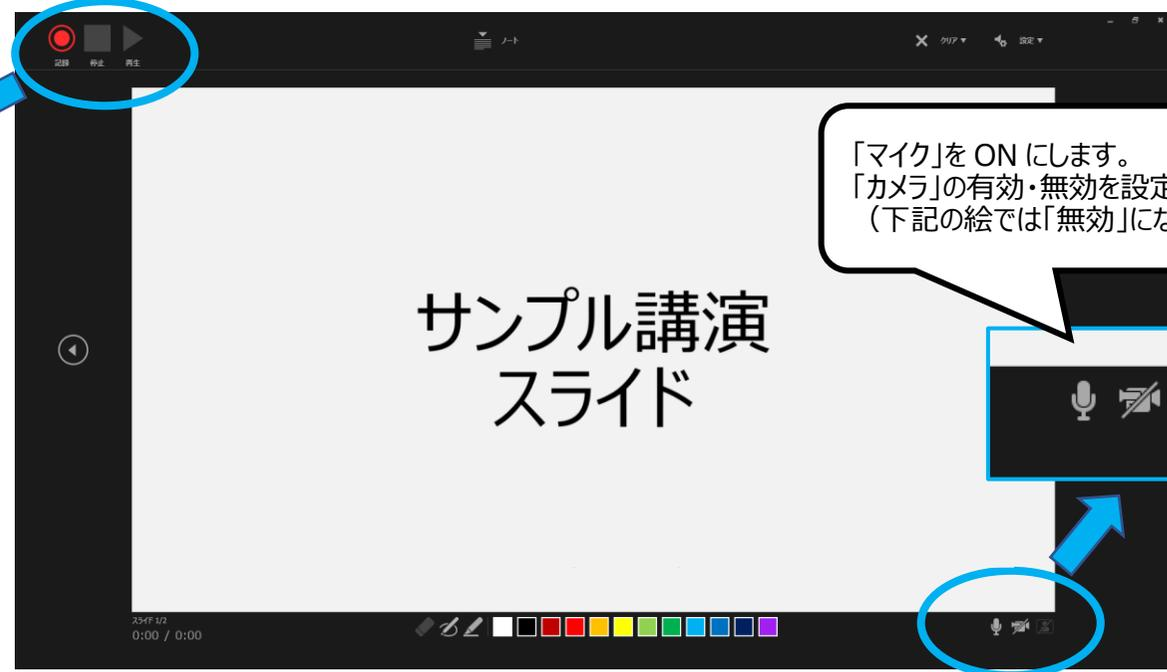 記録 停止 再生
ノート
クリア▼ 設定▼
「マイク」を ON にします。
「カメラ」の有効・無効を設定
（下記の絵では「無効」にな
サンプル講演
スライド
スライド 1/2
0:00 / 0:00